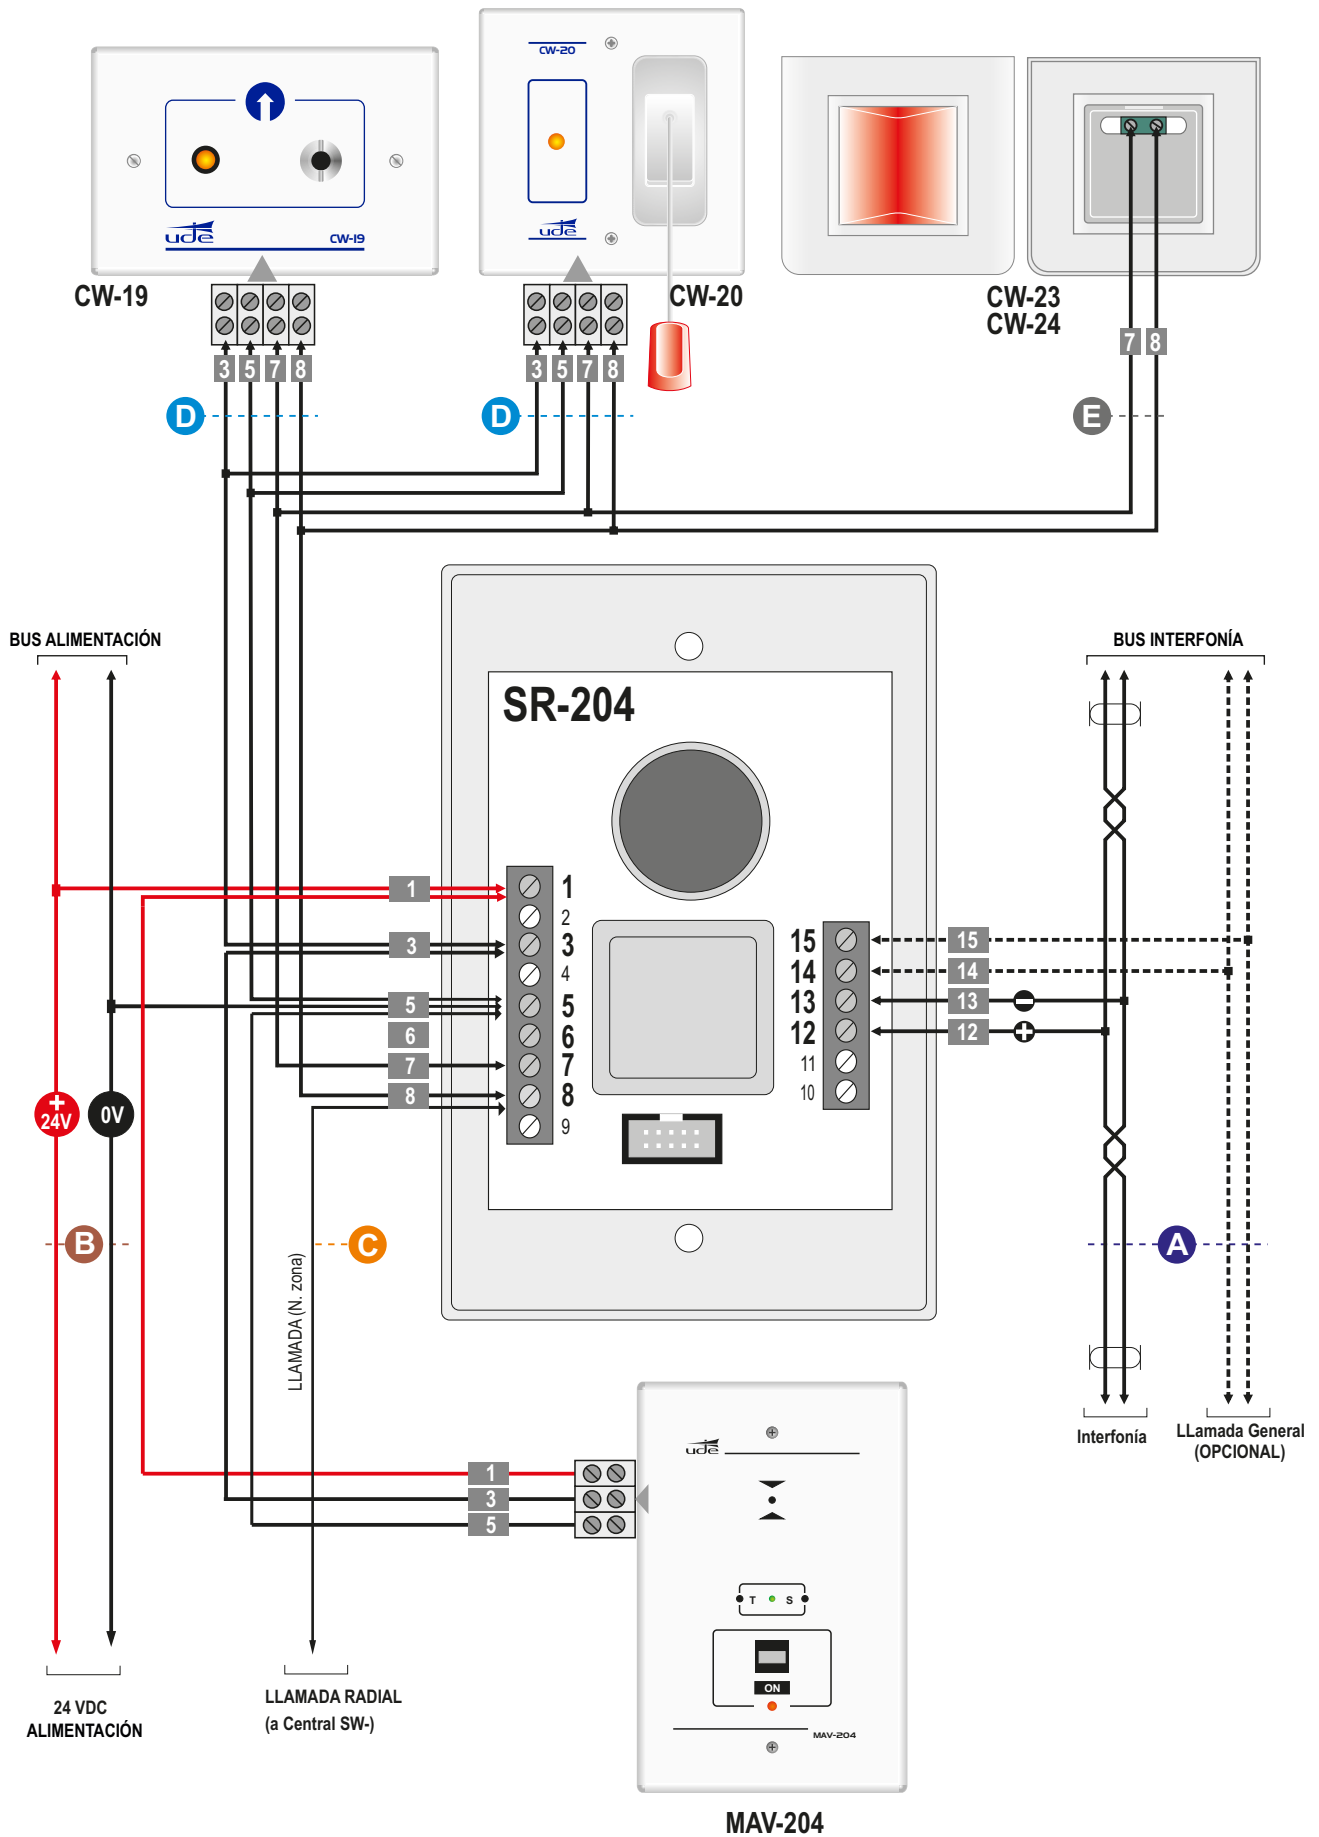 CW-20
ude
CW-19
ude
CW-19
CW-20
CW-23
CW-24
7 8
3 5 7 8
3 5 7 8
D
D
E
BUS ALIMENTACIÓN
BUS INTERFONÍA
SR-204
1
1
2
3
3
4
5
5
6
6
7
7
8
8
9
15
15
14
14
13
13
12
12
11
10
+
24V
0V
B
C
A
LLAMADA (N. zona)
Interfonía
LLamada General
(OPCIONAL)
ude
1
3
5
T S
ON
MAV-204
24 VDC
ALIMENTACIÓN
LLAMADA RADIAL
(a Central SW-)
MAV-204